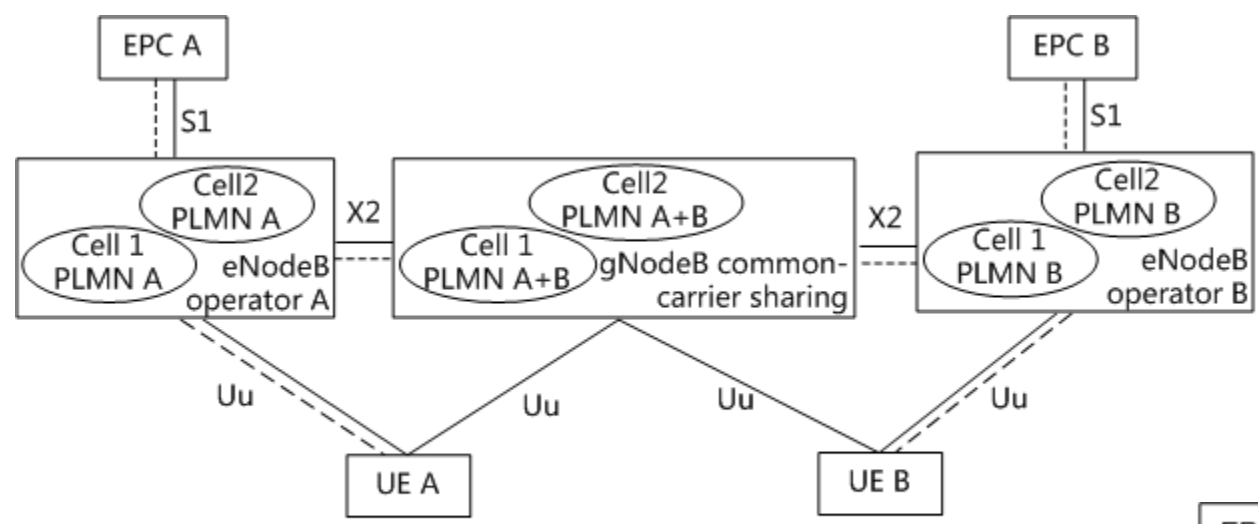 EPC A
EPC B
S1
S1
Cell2
PLMN A
Cell 1
PLMN A
eNodeB
operator A
X2
Cell2
PLMN A+B
Cell 1
PLMN A+B
gNodeB common-
carrier sharing
X2
Cell2
PLMN B
Cell 1
PLMN B
eNodeB
operator B
Uu
Uu
Uu
Uu
UE A
UE B